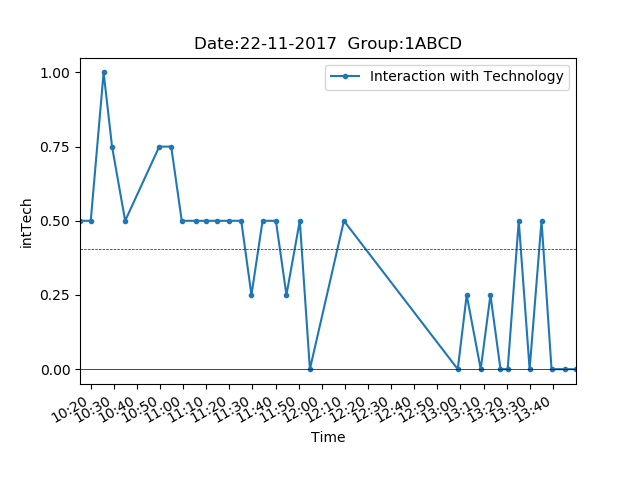 Date:22-11-2017  Group:1ABCD
Interaction with Technology
1.00
0.75
0.50
0.25
0.00
intTech
10:20 10:30 10:40 10:50 11:00 11:10 11:20 11:30 11:40 11:50 12:00 12:10 12:20 12:30 12:40 12:50 13:00 13:10 13:20 13:30 13:40
Time